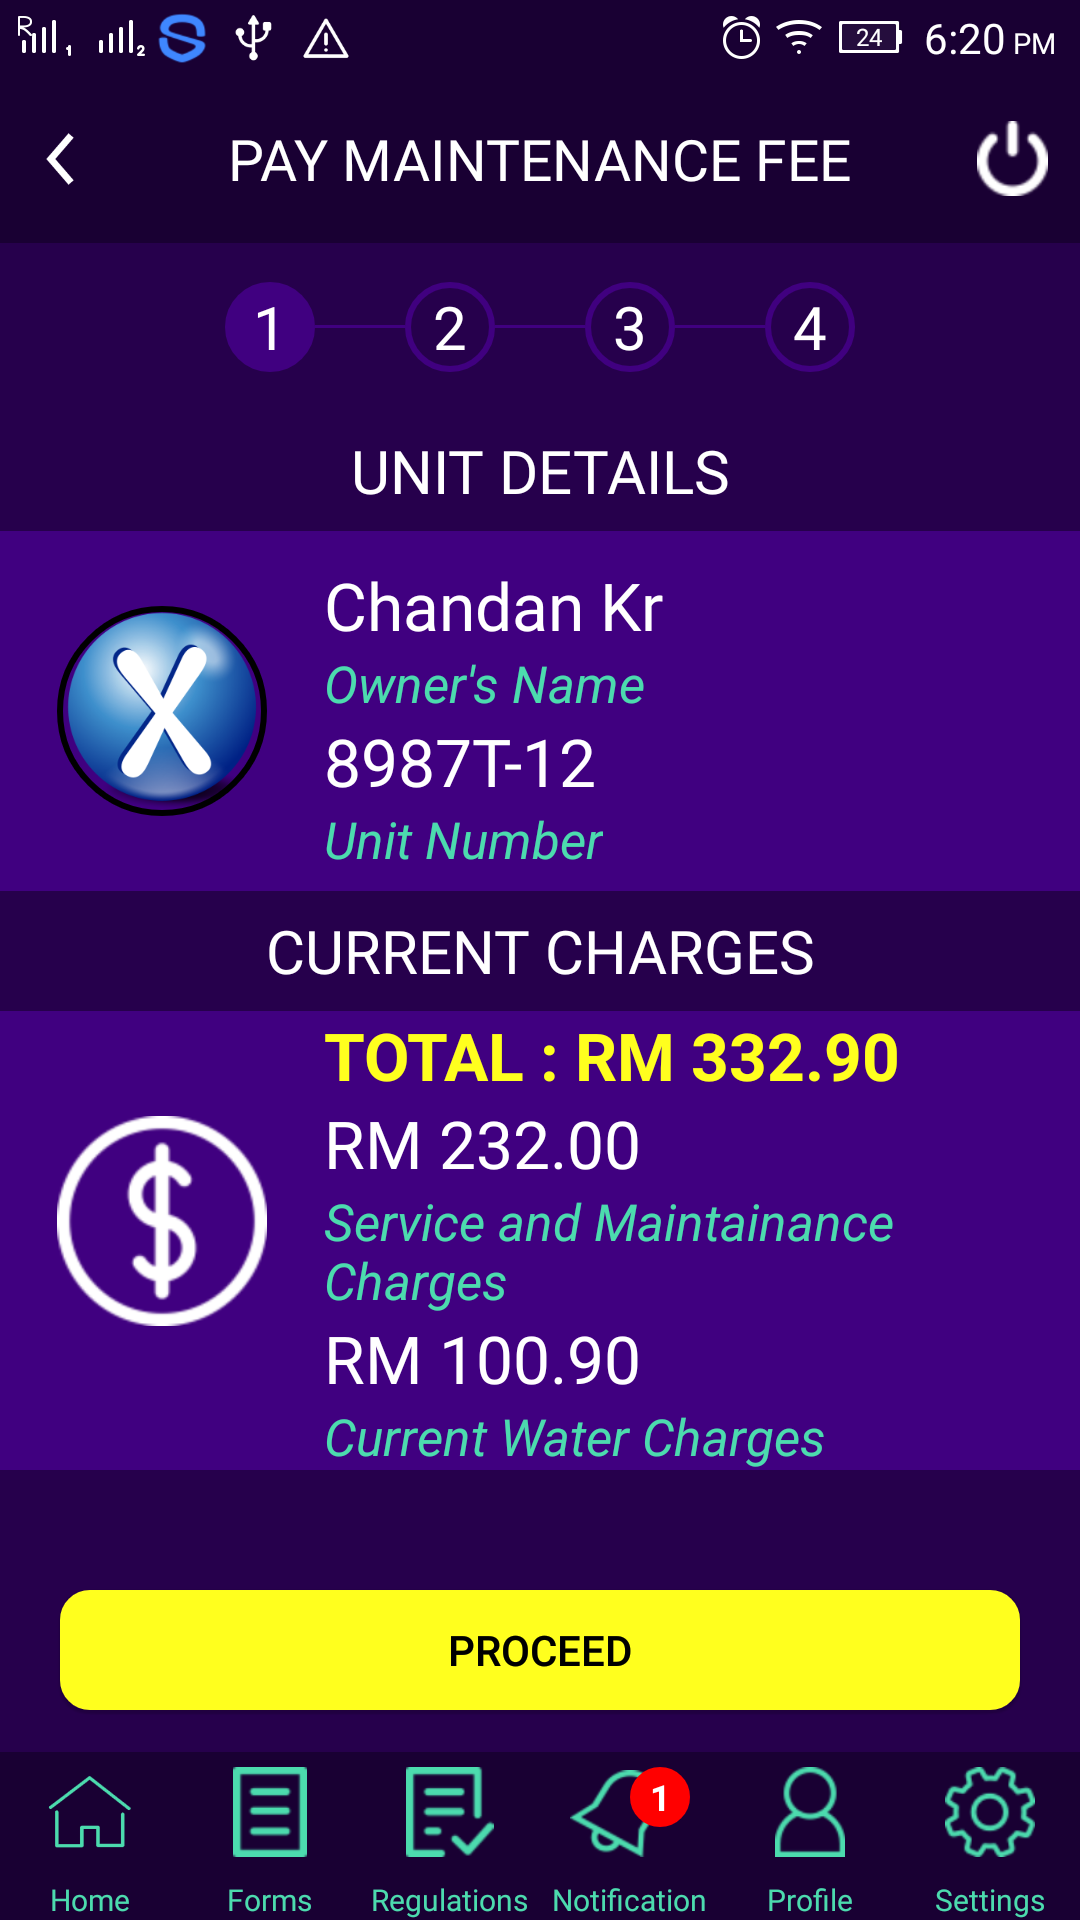 R 1 2 24 6:20 PM
PAY MAINTENANCE FEE
1 2 3 4
UNIT DETAILS
Chandan Kr
Owner's Name
8987T-12
Unit Number
CURRENT CHARGES
TOTAL : RM 332.90
RM 232.00
Service and Maintainance
Charges
RM 100.90
Current Water Charges
PROCEED
1
Home Forms Regulations Notification Profile Settings